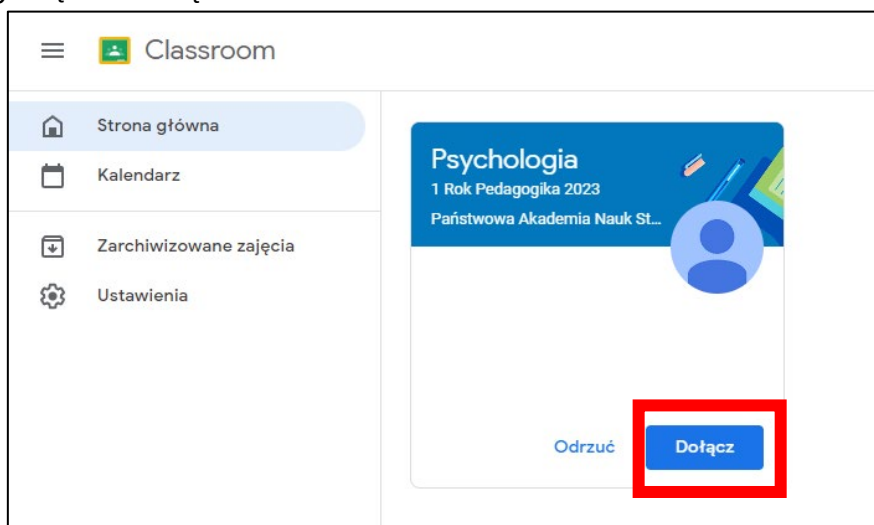 Classroom
Strona główna
Kalendarz
Zarchiwizowane zajęcia
Ustawienia
Psychologia
1 Rok Pedagogika 2023
Państwowa Akademia Nauk St...
Odrzuć
Dołącz